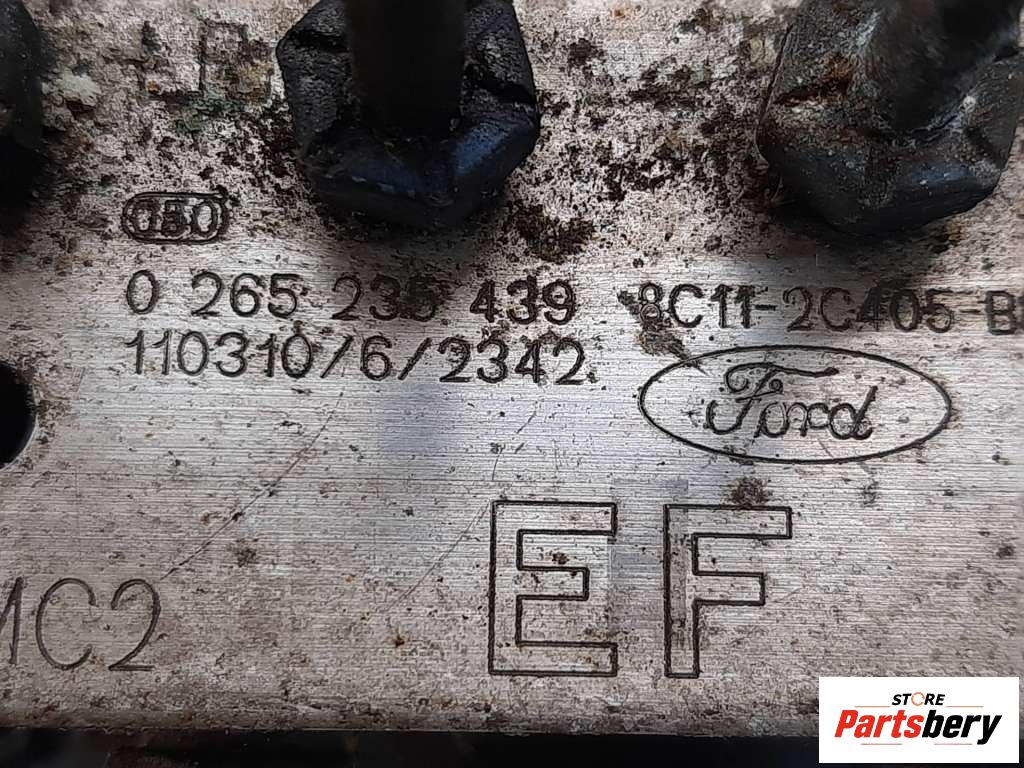 050
0 265 235 439 8C11-2C405-B
110310/6/2342
Ford
EF
MC2
STORE
Partsbery